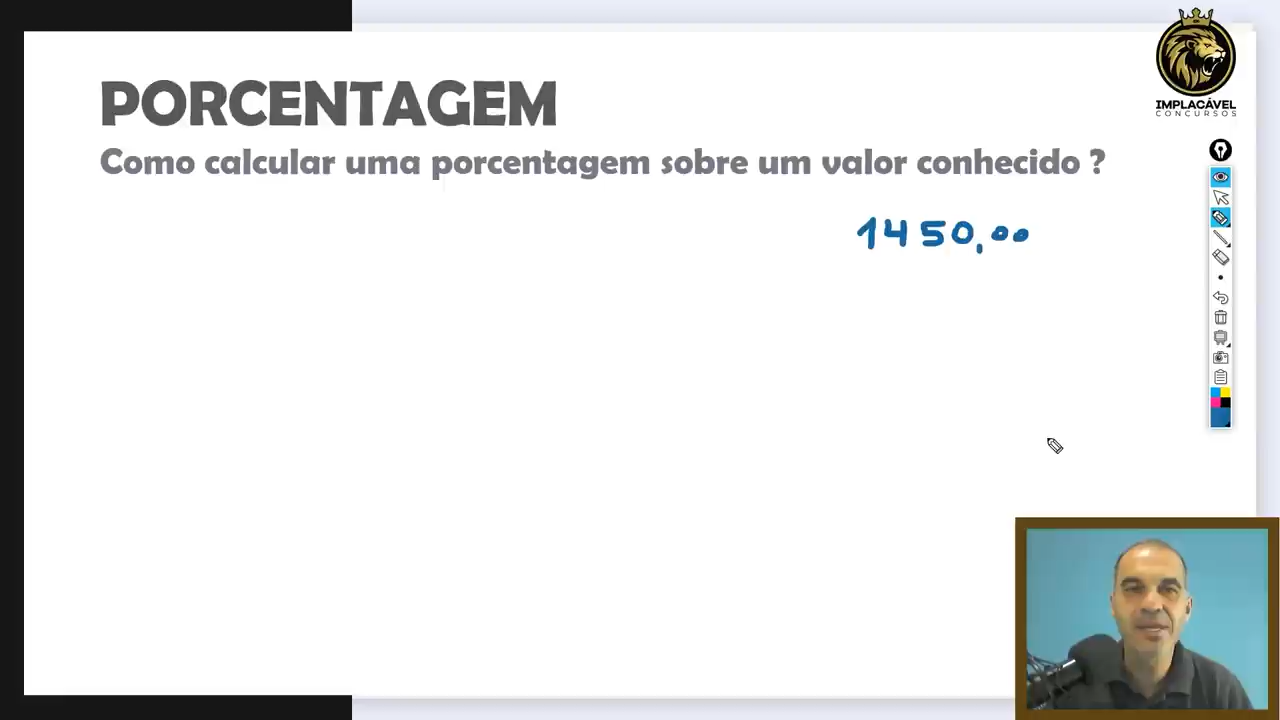 IMPLACÁVEL
CONCURSOS
PORCENTAGEM
Como calcular uma porcentagem sobre um valor conhecido ?
1450,00